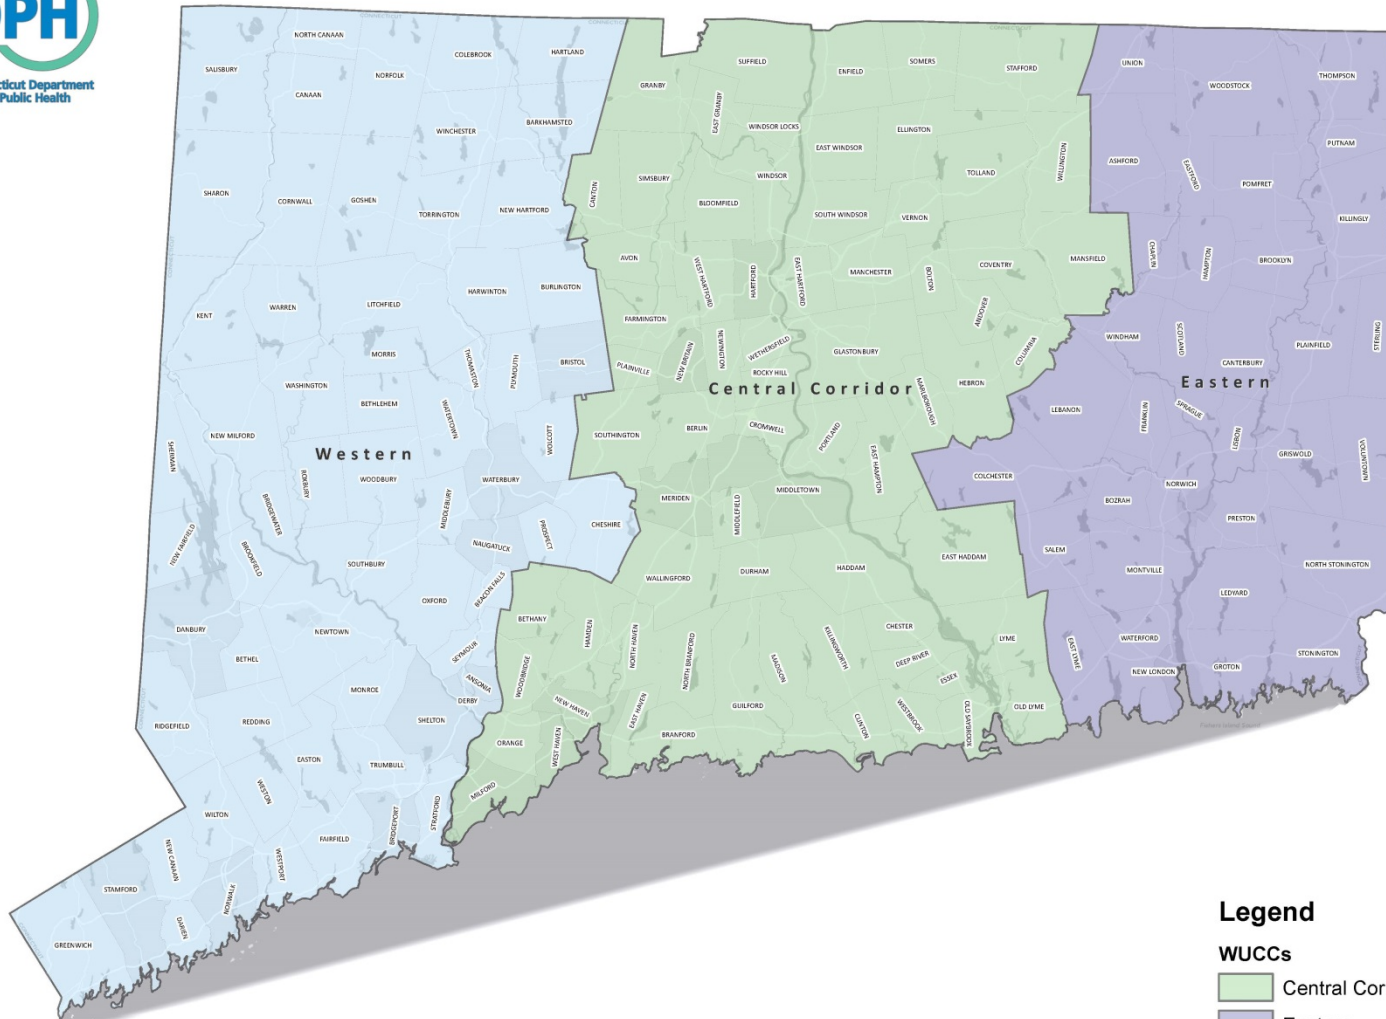 PH
cticut Department
Public Health
CONNECTICUT
CONNECTICUT
CONNECTICUT
NORTH CANAAN
COLEBROOK
HARTLAND
SALISBURY
NORFOLK
CANAAN
WINCHESTER
BARKHAMSTED
SHARON
CORNWALL
GOSHEN
TORRINGTON
NEW HARTFORD
KENT
WARREN
LITCHFIELD
HARWINTON
BURLINGTON
MORRIS
THOMASTON
PLYMOUTH
BRISTOL
WASHINGTON
BETHLEHEM
WATERTOWN
WOLCOTT
NEW MILFORD
SHERMAN
Western
ROXBURY
WOODBURY
WATERBURY
BRIDGEWATER
MIDDLEBURY
PROSPECT
CHESHIRE
NEW FAIRFIELD
BROOKFIELD
NAUGATUCK
SOUTHBURY
BEACON FALLS
OXFORD
DANBURY
NEWTOWN
SEYMOUR
BETHEL
ANSONIA
MONROE
DERBY
RIDGEFIELD
REDDING
SHELTON
EASTON
TRUMBULL
WESTON
WILTON
BRIDGEPORT
STRATFORD
FAIRFIELD
NEW CANAAN
WESTPORT
STAMFORD
NORWALK
DARIEN
GREENWICH
SUFFIELD
ENFIELD
SOMERS
STAFFORD
GRANBY
EAST GRANBY
WINDSOR LOCKS
ELLINGTON
EAST WINDSOR
WILLINGTON
CANTON
SIMSBURY
WINDSOR
TOLLAND
BLOOMFIELD
SOUTH WINDSOR
VERNON
AVON
WEST HARTFORD
HARTFORD
EAST HARTFORD
MANCHESTER
BOLTON
COVENTRY
MANSFIELD
FARMINGTON
ANDOVER
PLAINVILLE
NEW BRITAIN
NEWINGTON
WETHERSFIELD
GLASTONBURY
COLUMBIA
ROCKY HILL
Central Corridor
MARLBOROUGH
HEBRON
SOUTHINGTON
BERLIN
CROMWELL
PORTLAND
EAST HAMPTON
MERIDEN
MIDDLEFIELD
MIDDLETOWN
WALLINGFORD
DURHAM
HADDAM
EAST HADDAM
BETHANY
HAMDEN
NORTH HAVEN
NORTH BRANFORD
KILLINGWORTH
CHESTER
LYME
WOODBRIDGE
MADISON
DEEP RIVER
ESSEX
NEW HAVEN
EAST HAVEN
GUILFORD
CLINTON
WESTBROOK
OLD SAYBROOK
OLD LYME
ORANGE
WEST HAVEN
BRANFORD
MILFORD
UNION
WOODSTOCK
THOMPSON
PUTNAM
ASHFORD
EASTFORD
POMFRET
KILLINGLY
CHAPLIN
HAMPTON
BROOKLYN
WINDHAM
SCOTLAND
CANTERBURY
PLAINFIELD
STERLING
Eastern
LEBANON
FRANKLIN
SPRAGUE
LISBON
GRISWOLD
VOLUNTOWN
COLCHESTER
BOZRAH
NORWICH
PRESTON
SALEM
MONTVILLE
NORTH STONINGTON
LEDYARD
EAST LYME
WATERFORD
NEW LONDON
GROTON
STONINGTON
Legend
WUCCs
Central Cor